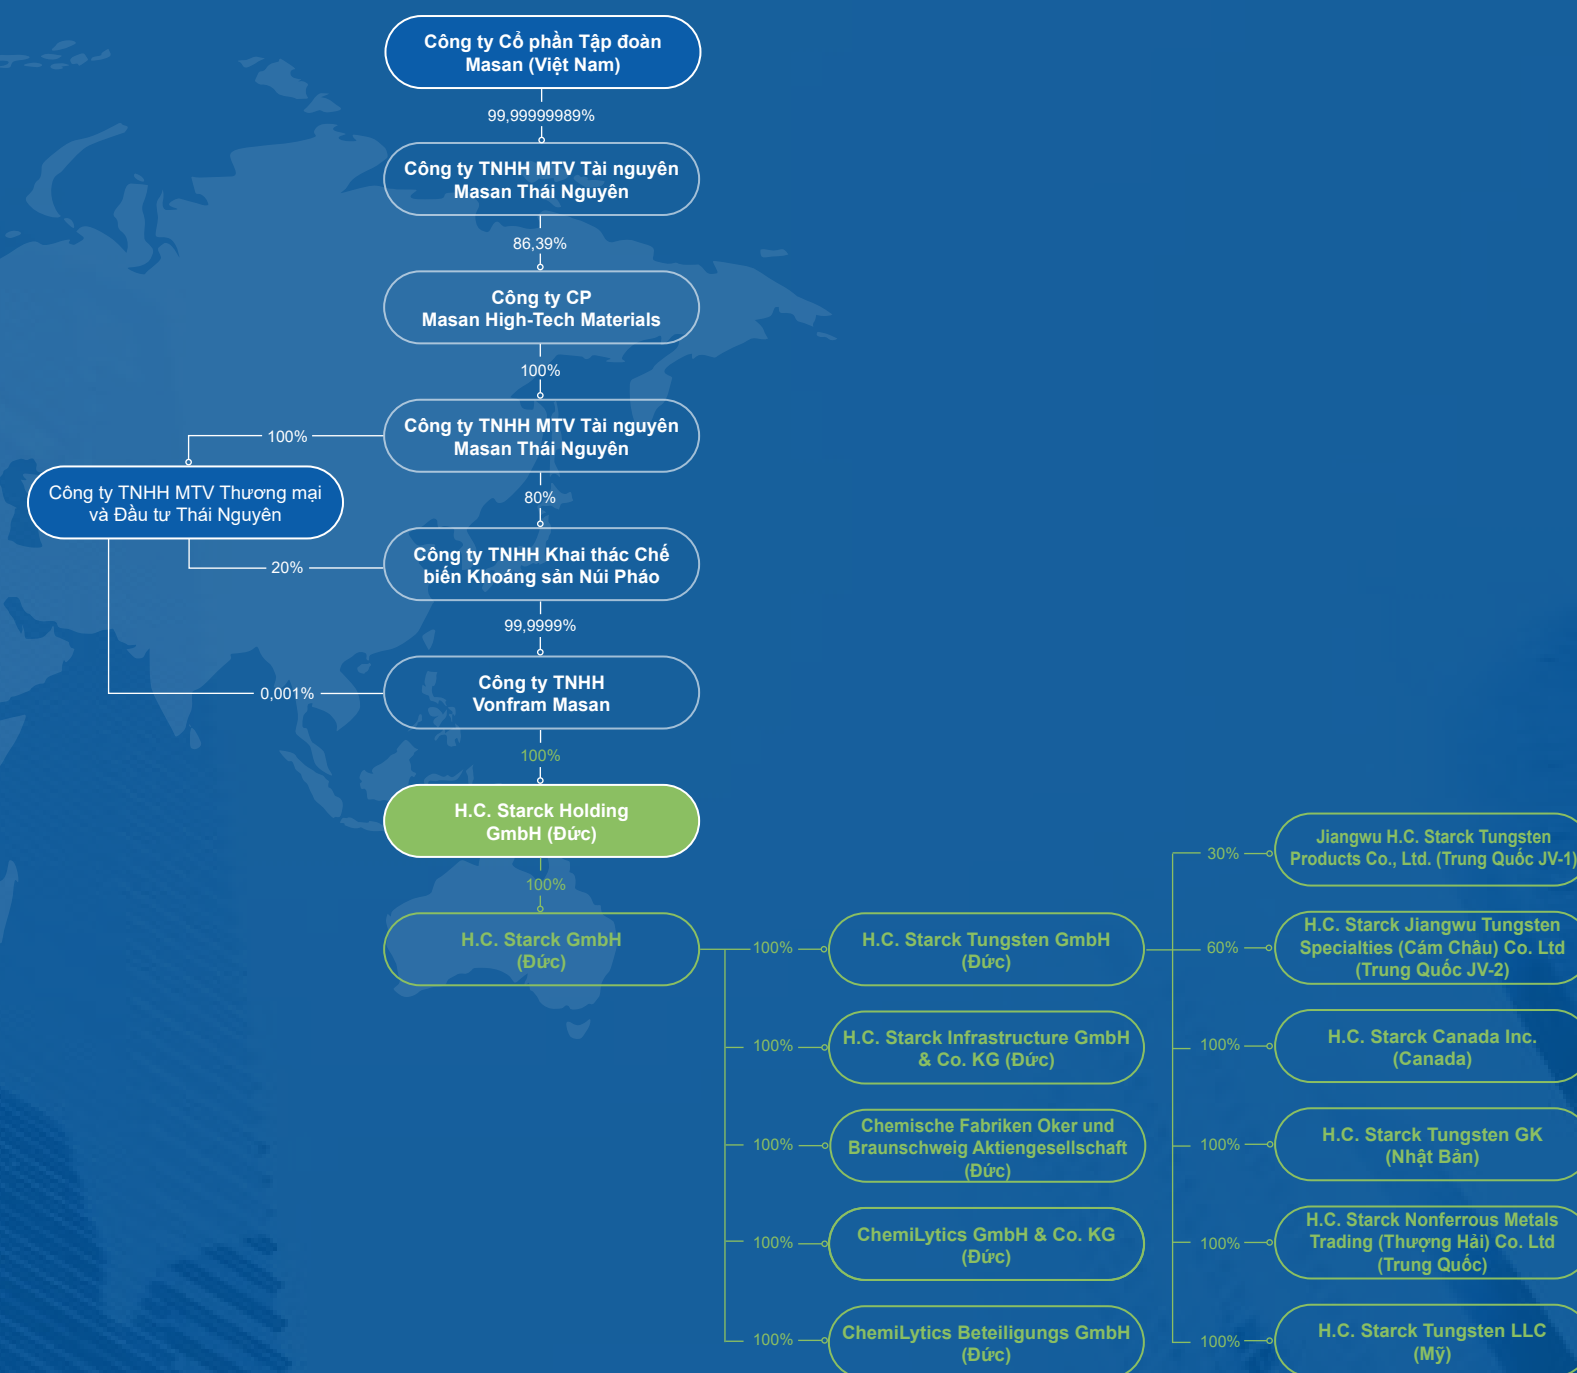 Công ty Cổ phần Tập đoàn
Masan (Việt Nam)
99,99999989%
Công ty TNHH MTV Tài nguyên
Masan Thái Nguyên
86,39%
Công ty CP
Masan High-Tech Materials
100%
Công ty TNHH MTV Tài nguyên
Masan Thái Nguyên
100%
Công ty TNHH MTV Thương mại
và Đầu tư Thái Nguyên
80%
Công ty TNHH Khai thác Chế
biến Khoáng sản Núi Pháo
20%
99,9999%
Công ty TNHH
Vonfram Masan
0,001%
100%
H.C. Starck Holding
GmbH (Đức)
100%
H.C. Starck GmbH
(Đức)
100%
H.C. Starck Tungsten GmbH
(Đức)
100%
H.C. Starck Infrastructure GmbH
& Co. KG (Đức)
100%
Chemische Fabriken Oker und
Braunschweig Aktiengesellschaft
(Đức)
100%
ChemiLytics GmbH & Co. KG
(Đức)
100%
ChemiLytics Beteiligungs GmbH
(Đức)
30%
Jiangwu H.C. Starck Tungsten
Products Co., Ltd. (Trung Quốc JV-1)
60%
H.C. Starck Jiangwu Tungsten
Specialties (Cám Châu) Co. Ltd
(Trung Quốc JV-2)
100%
H.C. Starck Canada Inc.
(Canada)
100%
H.C. Starck Tungsten GK
(Nhật Bản)
100%
H.C. Starck Nonferrous Metals
Trading (Thượng Hải) Co. Ltd
(Trung Quốc)
100%
H.C. Starck Tungsten LLC
(Mỹ)